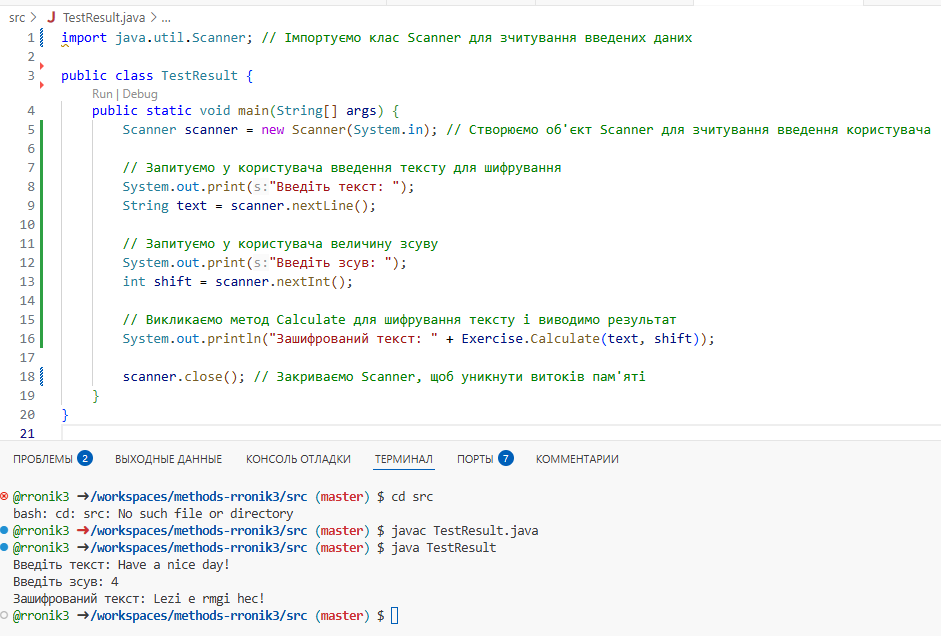 src > J TestResult.java > ...
1 import java.util.Scanner; // Імпортуємо клас Scanner для зчитування введених даних
2
3 public class TestResult {
Run | Debug
4 public static void main(String[] args) {
5 Scanner scanner = new Scanner(System.in); // Створюємо об'єкт Scanner для зчитування введення користувача
6
7 // Запитуємо у користувача введення тексту для шифрування
8 System.out.print(s:"Введіть текст: ");
9 String text = scanner.nextLine();
10
11 // Запитуємо у користувача величину зсуву
12 System.out.print(s:"Введіть зсув: ");
13 int shift = scanner.nextInt();
14
15 // Викликаємо метод Calculate для шифрування тексту і виводимо результат
16 System.out.println("Зашифрований текст: " + Exercise.Calculate(text, shift));
17
18 scanner.close(); // Закриваємо Scanner, щоб уникнути витоків пам'яті
19 }
20 }
21
ПРОБЛЕМЫ 2 ВЫХОДНЫЕ ДАННЫЕ КОНСОЛЬ ОТЛАДКИ ТЕРМИНАЛ ПОРТЫ 7 КОММЕНТАРИИ
@rronik3 →/workspaces/methods-rronik3/src (master) $ cd src
bash: cd: src: No such file or directory
@rronik3 →/workspaces/methods-rronik3/src (master) $ javac TestResult.java
@rronik3 →/workspaces/methods-rronik3/src (master) $ java TestResult
Введіть текст: Have a nice day!
Введіть зсув: 4
Зашифрований текст: Lezi e rmgi hec!
@rronik3 →/workspaces/methods-rronik3/src (master) $